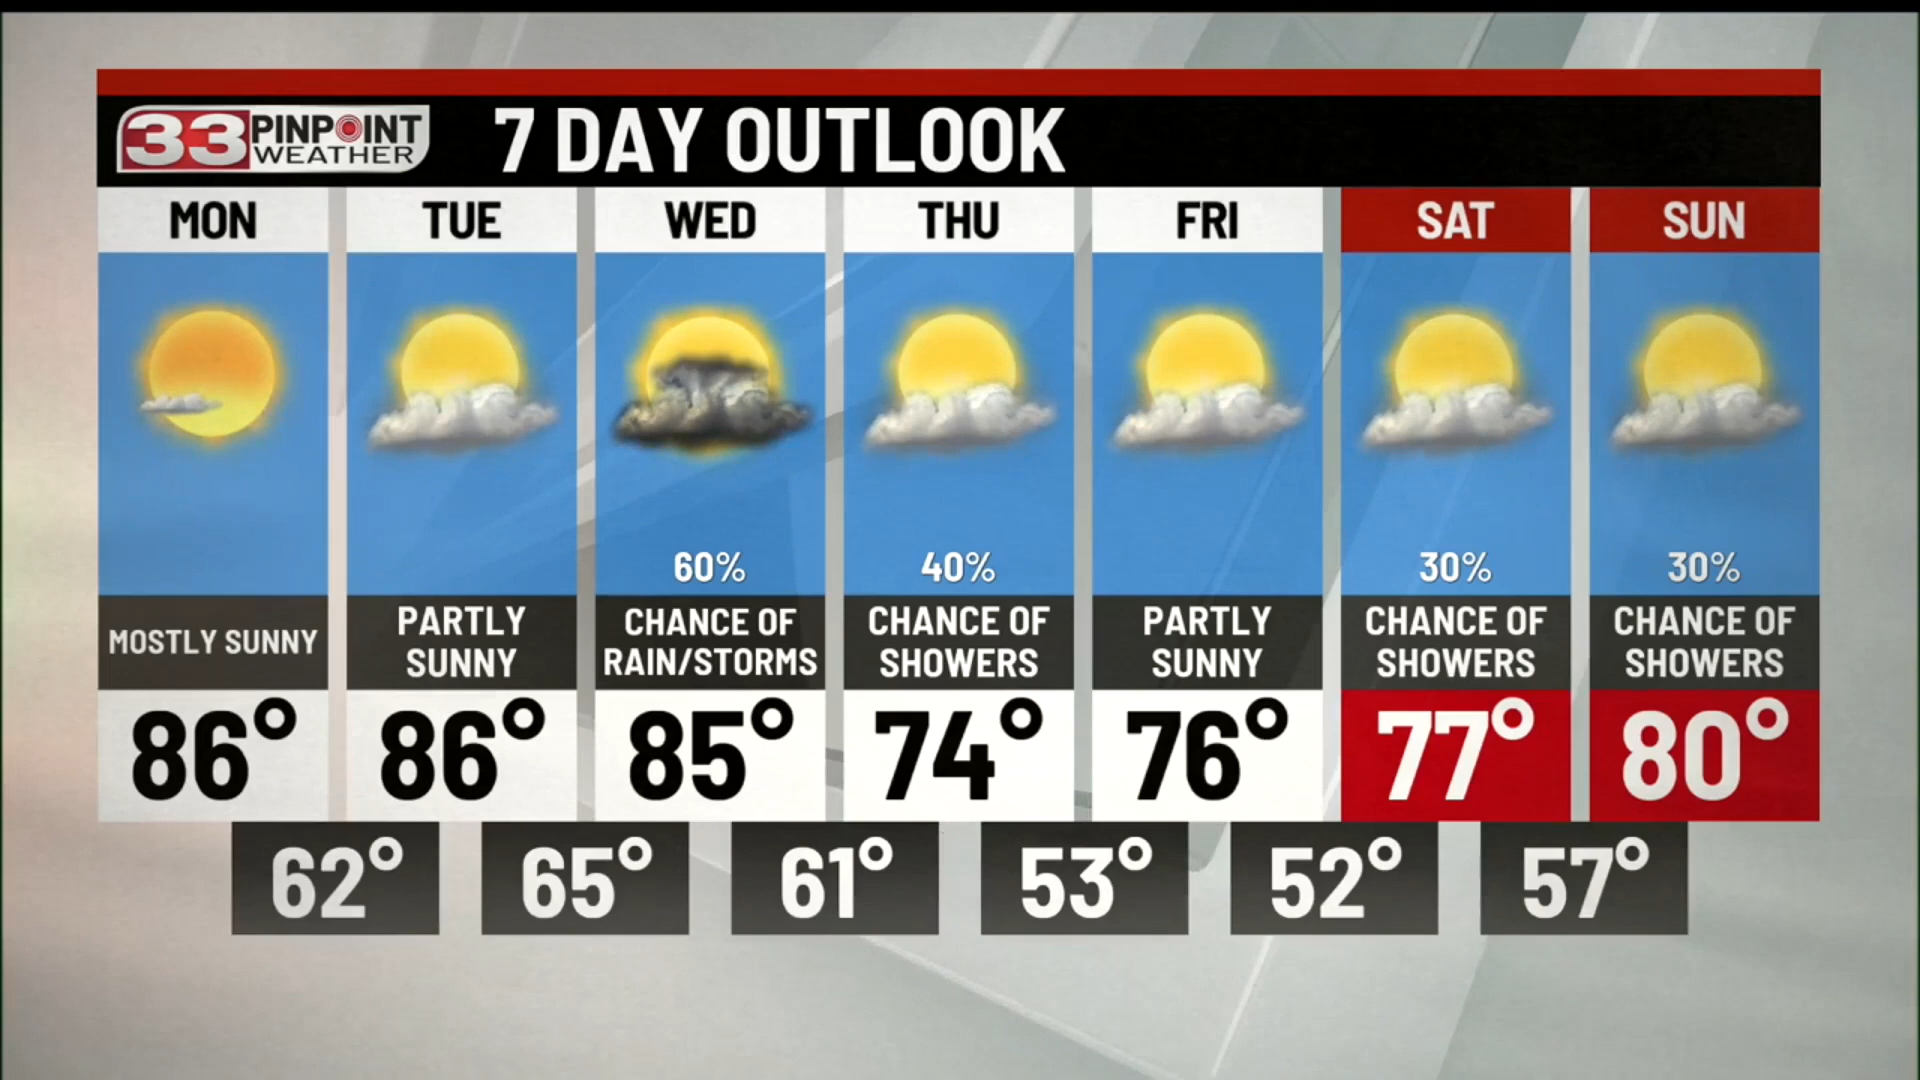 33 PINPOINT WEATHER
7 DAY OUTLOOK
MON TUE WED THU FRI SAT SUN
60% 40% 30% 30%
MOSTLY SUNNY
PARTLY SUNNY
CHANCE OF RAIN/STORMS
CHANCE OF SHOWERS
PARTLY SUNNY
CHANCE OF SHOWERS
CHANCE OF SHOWERS
86° 86° 85° 74° 76° 77° 80°
62° 65° 61° 53° 52° 57°